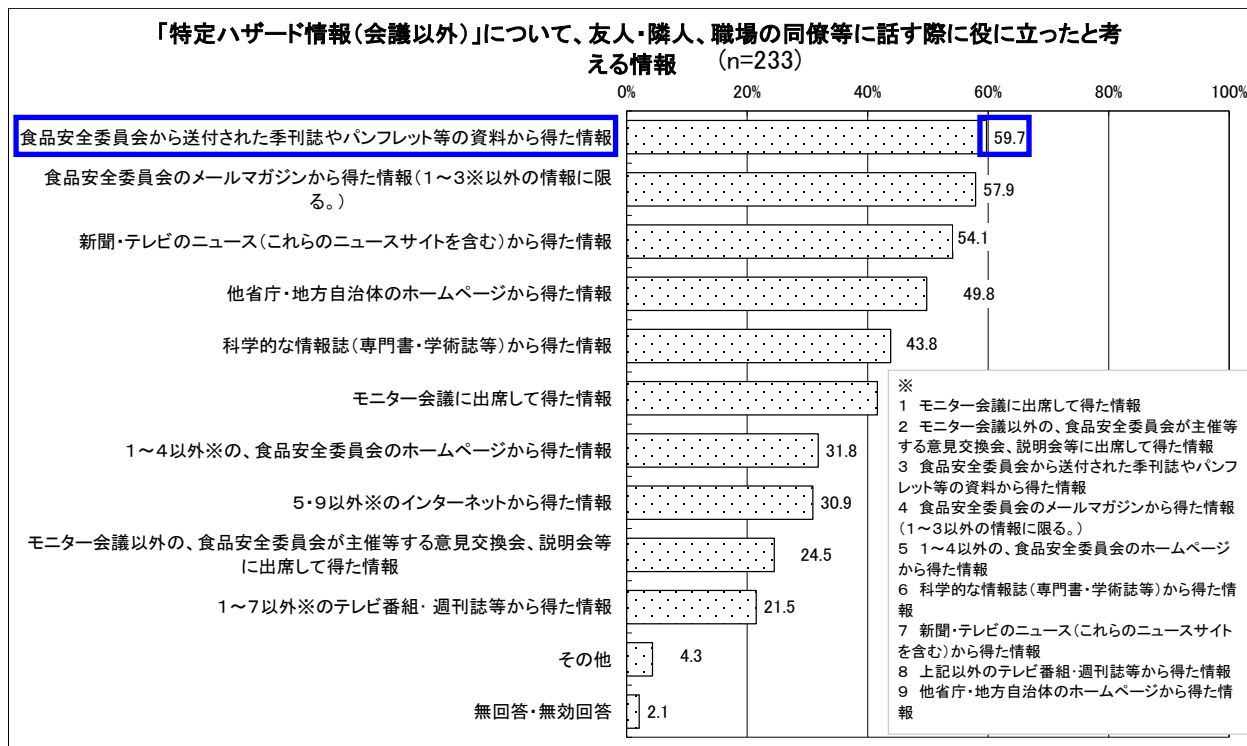 「特定ハザード情報(会議以外)」について、友人・隣人、職場の同僚等に話す際に役に立ったと考
える情報 (n=233)
0% 20% 40% 60% 80% 100%
食品安全委員会から送付された季刊誌やパンフレット等の資料から得た情報 59.7
食品安全委員会のメールマガジンから得た情報(1~3※以外の情報に限
る。) 57.9
新聞・テレビのニュース(これらのニュースサイトを含む)から得た情報 54.1
他省庁・地方自治体のホームページから得た情報 49.8
科学的な情報誌(専門書・学術誌等)から得た情報 43.8
モニター会議に出席して得た情報
1~4以外※の、食品安全委員会のホームページから得た情報 31.8
5・9以外※のインターネットから得た情報 30.9
モニター会議以外の、食品安全委員会が主催等する意見交換会、説明会等
に出席して得た情報 24.5
1~7以外※のテレビ番組・週刊誌等から得た情報 21.5
その他 4.3
無回答・無効回答 2.1
※
1 モニター会議に出席して得た情報
2 モニター会議以外の、食品安全委員会が主催等
する意見交換会、説明会等に出席して得た情報
3 食品安全委員会から送付された季刊誌やパンフ
レット等の資料から得た情報
4 食品安全委員会のメールマガジンから得た情報
(1~3以外の情報に限る。)
5 1~4以外の、食品安全委員会のホームページ
から得た情報
6 科学的な情報誌(専門書・学術誌等)から得た情
報
7 新聞・テレビのニュース(これらのニュースサイト
を含む)から得た情報
8 上記以外のテレビ番組・週刊誌等から得た情報
9 他省庁・地方自治体のホームページから得た情
報